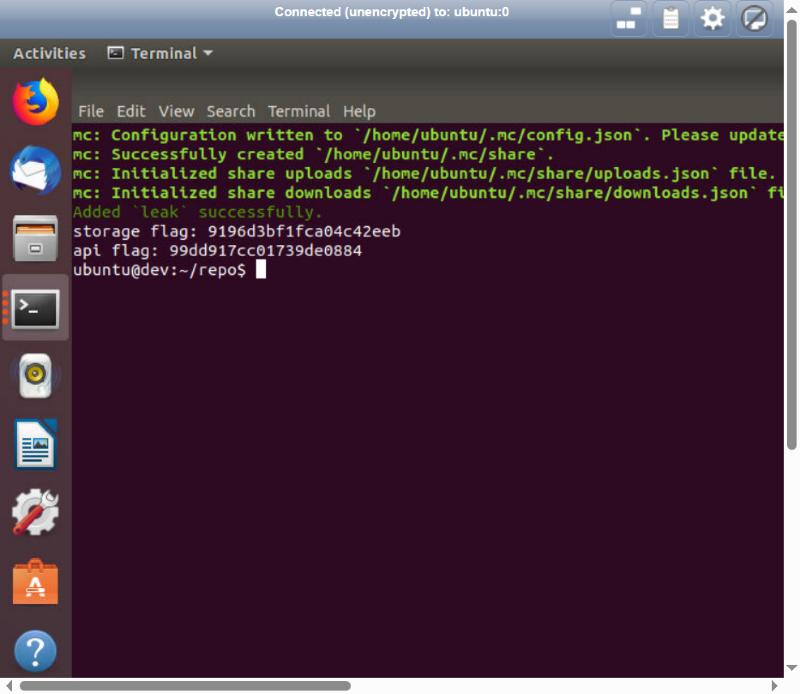 Connected (unencrypted) to: ubuntu:0
Activities Terminal
File Edit View Search Terminal Help
mc: Configuration written to `/home/ubuntu/.mc/config.json`. Please update
mc: Successfully created `/home/ubuntu/.mc/share`.
mc: Initialized share uploads `/home/ubuntu/.mc/share/uploads.json` file.
mc: Initialized share downloads `/home/ubuntu/.mc/share/downloads.json` fi
Added `leak` successfully.
storage flag: 9196d3bf1fca04c42eeb
api flag: 99dd917cc01739de0884
ubuntu@dev:~/repo$